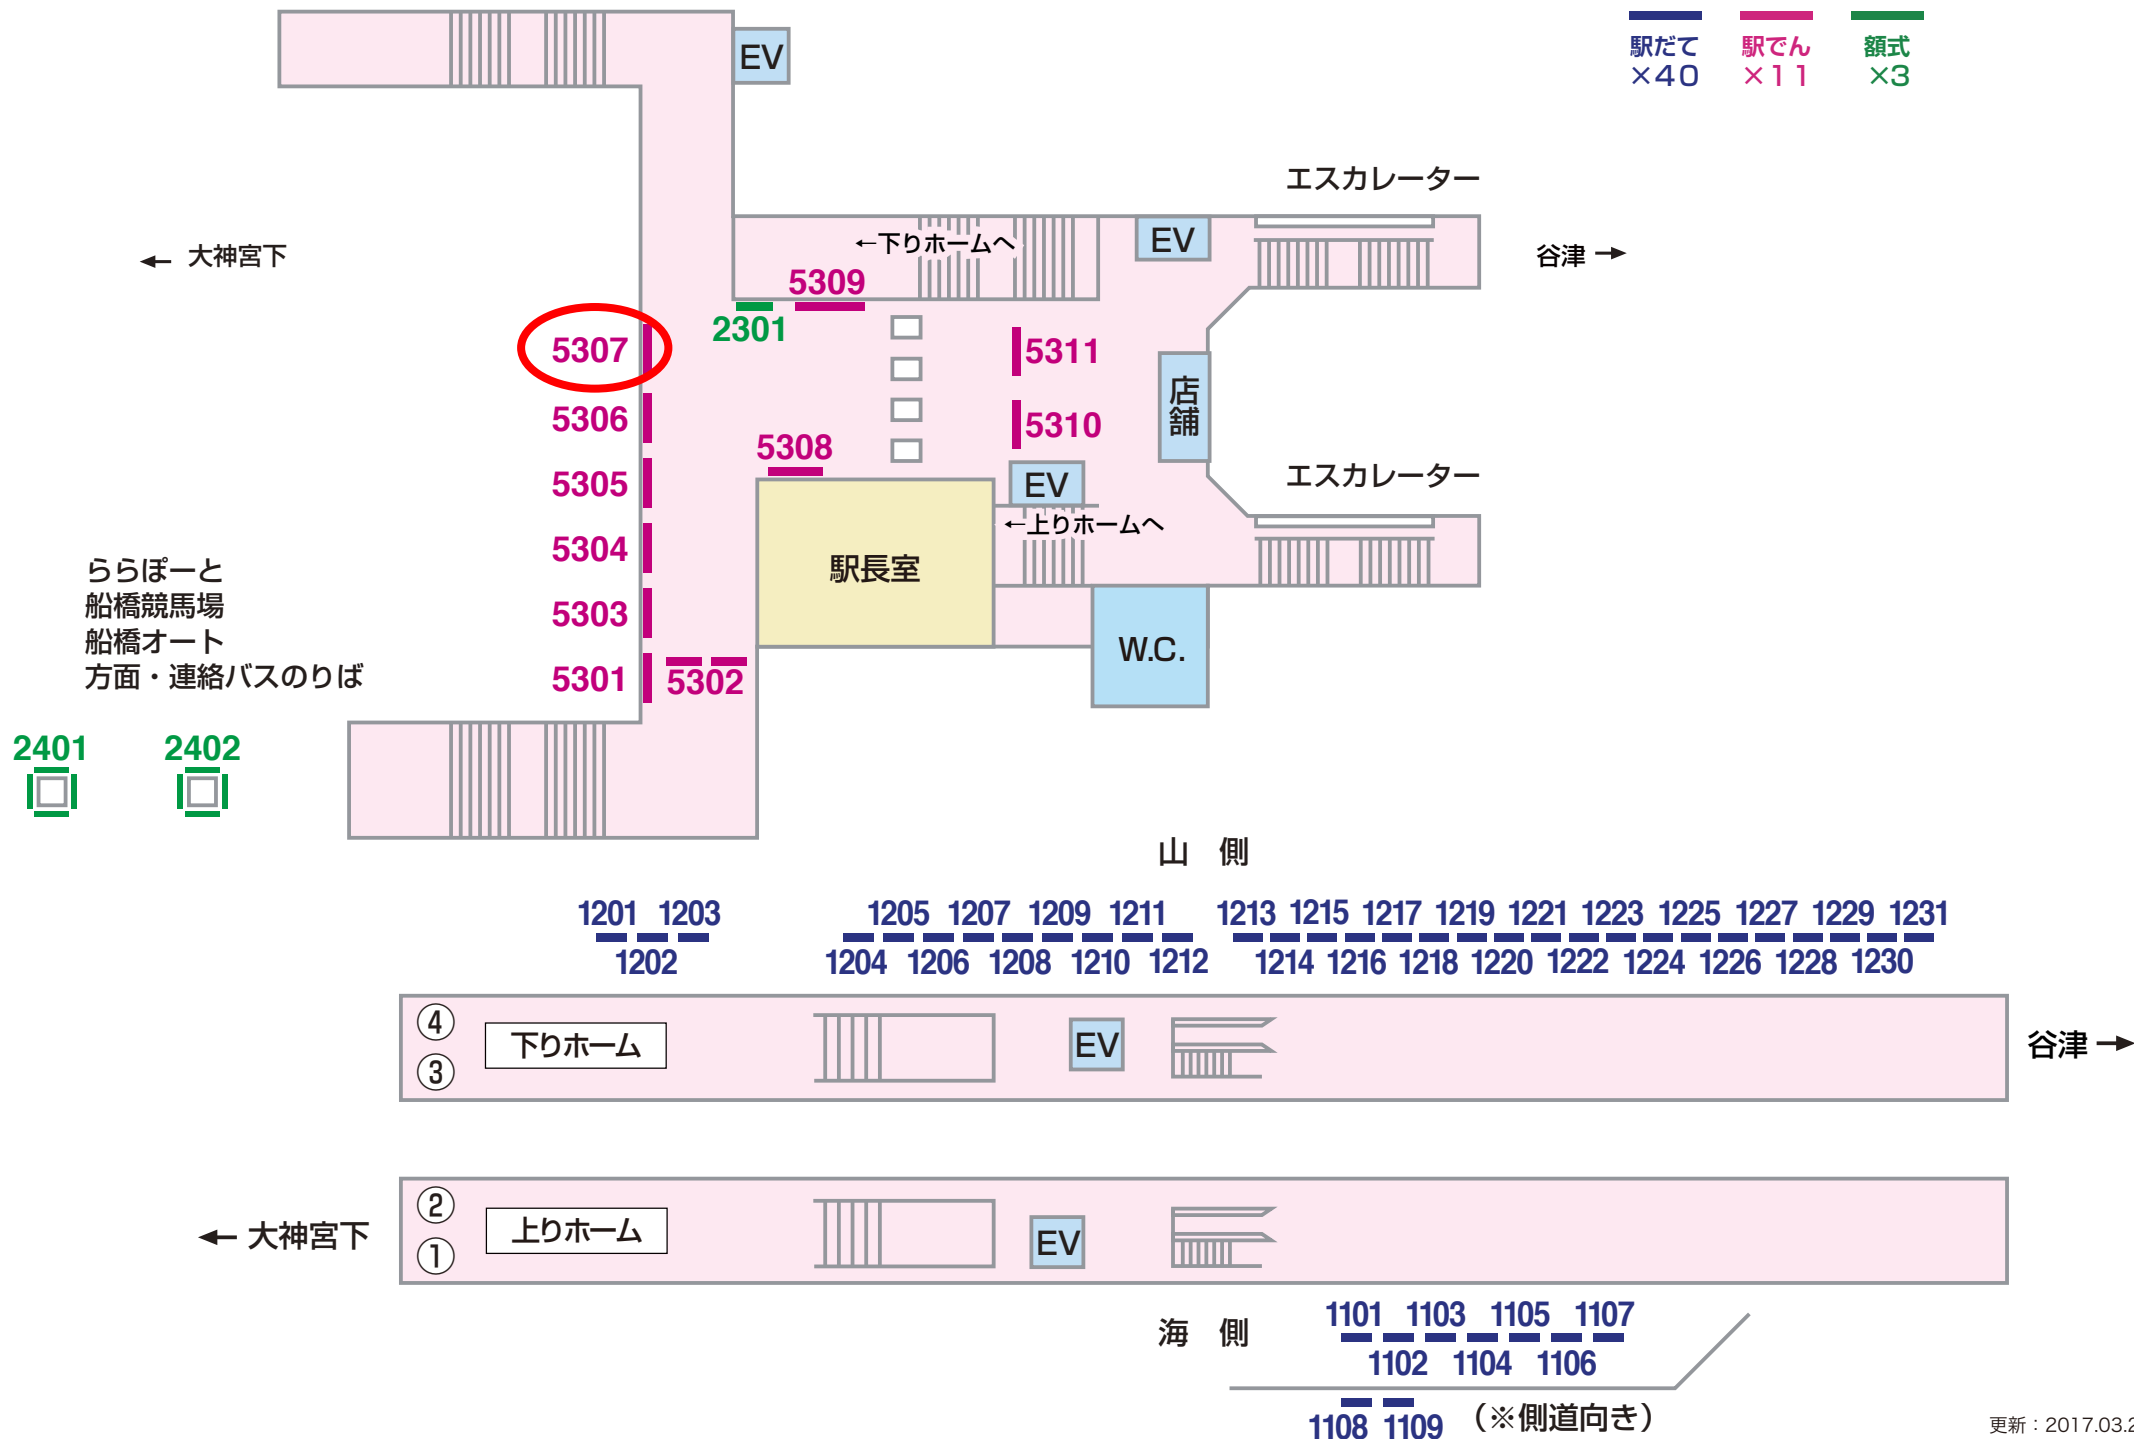 EV
駅だて
×40
駅でん
×11
額式
×3
エスカレーター
←下りホームへ
EV
← 大神宮下
谷津 →
5309
2301
5307
5311
店舗
5306
5310
5308
5305
EV
エスカレーター
←上りホームへ
5304
駅長室
ららぽーと
船橋競馬場
船橋オート
方面・連絡バスのりば
5303
W.C.
5301
5302
2401
2402
山 側
1201 1203
1205 1207 1209 1211
1213 1215 1217 1219 1221 1223 1225 1227 1229 1231
1202
1204 1206 1208 1210 1212
1214 1216 1218 1220 1222 1224 1226 1228 1230
④
下りホーム
EV
谷津 →
③
②
← 大神宮下
上りホーム
EV
①
海 側
1101 1103 1105 1107
1102 1104 1106
1108 1109
（※側道向き）
更新：2017.03.2